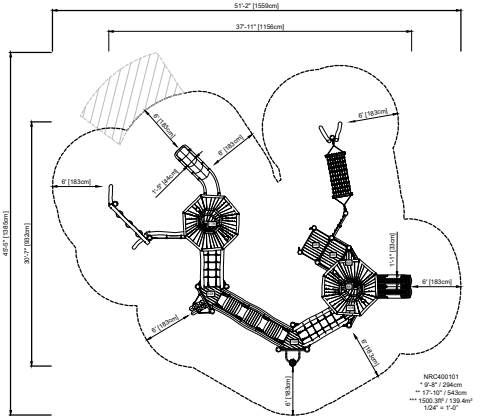 51'-2" [1559cm]
37'-11" [1156cm]
6' [183cm]
6' [183cm]
6' [183cm]
6' [183cm]
1'-5" [44cm]
45'-5" [1385cm]
30'-7" [932cm]
1'-1" [33cm]
6' [183cm]
6' [183cm]
6' [183cm]
6' [183cm]
NRC400101
* 9'-8" / 294cm
** 17'-10" / 543cm
*** 1500.3ft² / 139.4m²
1/24" = 1'-0"